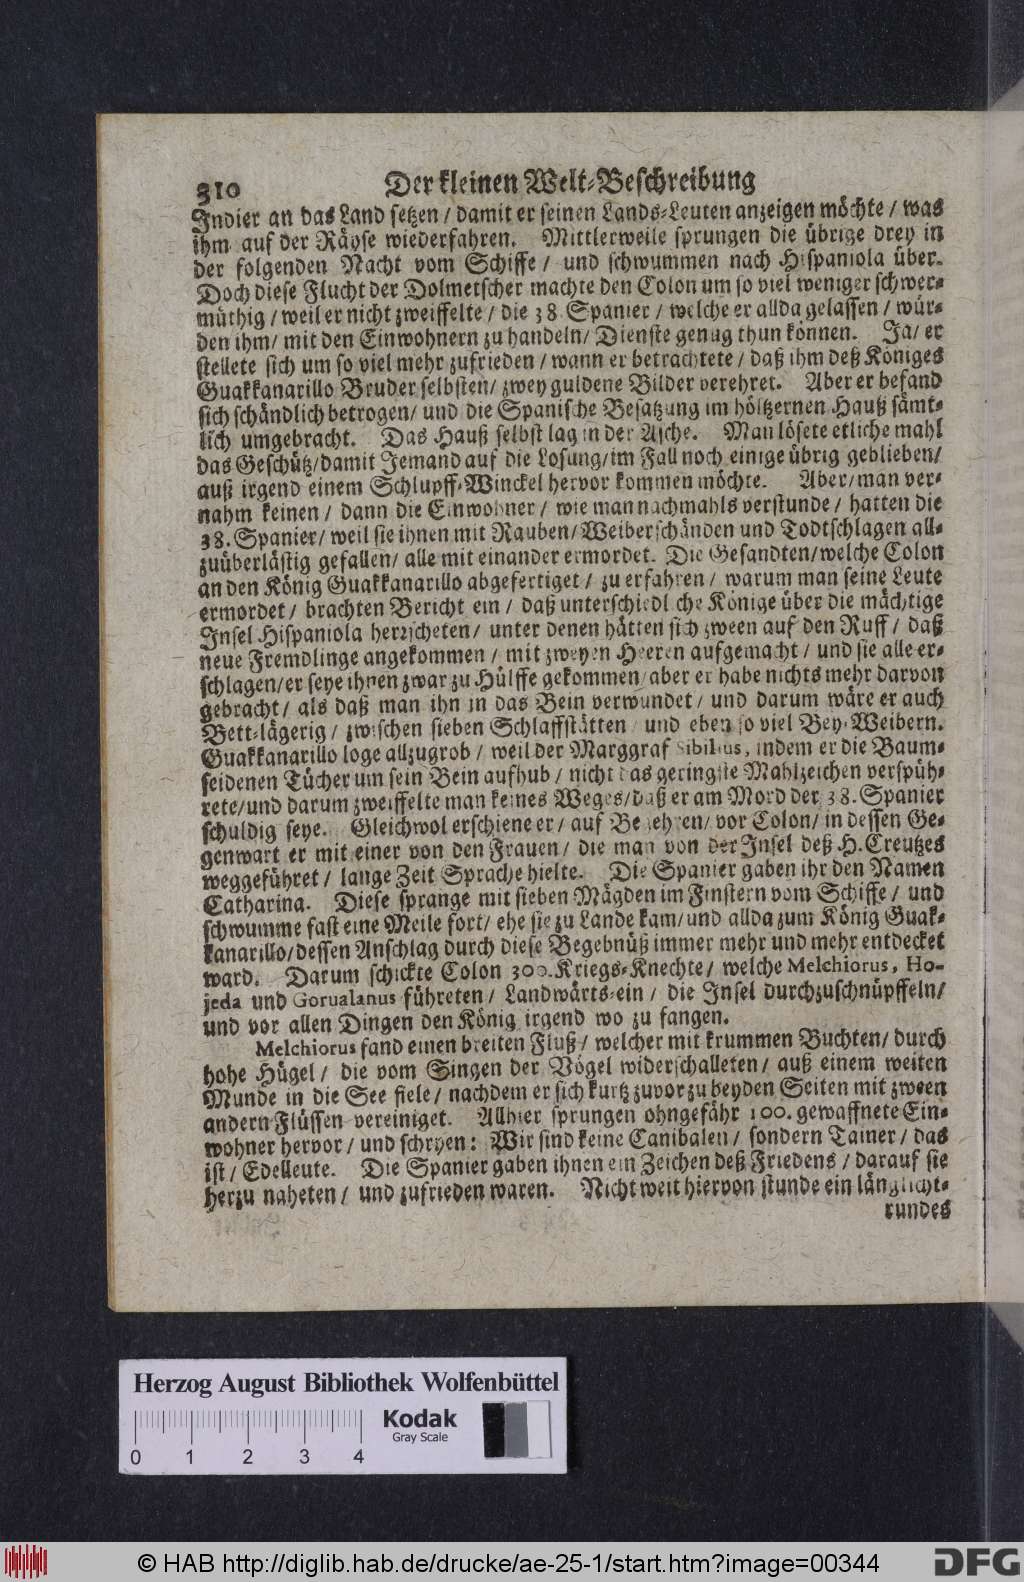 310 Der kleinen Welt-Beschreibung
Indier an das Land setzen / damit er seinen Lands-Leuten anzeigen möchte / was
ihm auf der Räyse wiederfahren. Mittlerweile sprungen die übrige drey in
der folgenden Nacht vom Schiffe / und schwummen nach Hispaniola über.
Doch diese Flucht der Dolmetscher machte den Colon um so viel weniger schwer-
müthig / weil er nicht zweiffelte / die 38. Spanier / welche er allda gelassen / wür-
den ihm / mit den Einwohnern zu handeln / Dienste genug thun können. Ja / er
stellete sich um so viel mehr zufrieden / wann er betrachtete / daß ihm deß Königes
Guakkanarillo Bruder selbsten / zwey guldene Bilder verehret. Aber er befand
sich schändlich betrogen / und die Spanische Besatzung im höltzernen Hauß sämt-
lich umgebracht. Das Hauß selbst lag in der Asche. Man lösete etliche mahl
das Geschütz / damit Jemand auf die Losung / im Fall noch einige übrig geblieben /
auß irgend einem Schlupff-Winckel hervor kommen möchte. Aber / man ver-
nahm keinen / dann die Einwohner / wie man nachmahls verstunde / hatten die
38. Spanier / weil sie ihnen mit Rauben / Weiberschänden und Todtschlagen all-
zuüberlästig gefallen / alle mit einander ermordet. Die Gesandten / welche Colon
an den König Guakkanarillo abgefertiget / zu erfahren / warum man seine Leute
ermordet / brachten Bericht ein / daß unterschiedliche Könige über die mächtige
Insel Hispaniola herrscheten / unter denen hätten sich zween auf den Ruff / daß
neue Fremdlinge angekommen / mit zweyen Heeren aufgemacht / und sie alle er-
schlagen / er seye ihnen zwar zu Hülffe gekommen / aber er habe nichts mehr darvon
gebracht / als daß man ihn in das Bein verwundet / und darum wäre er auch
Bett-lägerig / zwischen sieben Schlaffstätten / und eben so viel Bey-Weibern.
Guakkanarillo loge allzugrob / weil der Marggraf Sibilius, indem er die Baum-
seidenen Tücher um sein Bein aufhub / nicht das geringste Mahlzeichen verspüh-
rete / und darum zweiffelte man keines Weges / daß er am Mord der 38. Spanier
schuldig seye. Gleichwol erschiene er / auf Begehren / vor Colon / in dessen Ge-
genwart er mit einer von den Frauen / die man von der Insel deß H. Creutzes
weggeführet / lange Zeit Sprache hielte. Die Spanier gaben ihr den Namen
Catharina. Diese sprange mit sieben Mägden im Finstern vom Schiffe / und
schwumme fast eine Meile fort / ehe sie zu Lande kam / und allda zum König Guak-
kanarillo / dessen Anschlag durch diese Begebnüß immer mehr und mehr entdecket
ward. Darum schickte Colon 300. Kriegs-Knechte / welche Melchiorus, Ho-
jeda und Gorualanus führeten / Landwärts-ein / die Insel durchzuschnüpffeln /
und vor allen Dingen den König irgend wo zu fangen.
Melchiorus fand einen breiten Fluß / welcher mit krummen Buchten / durch
hohe Hügel / die vom Singen der Vögel widerschalleten / auß einem weiten
Munde in die See fiele / nachdem er sich kurtz zuvor zu beyden Seiten mit zween
andern Flüssen vereiniget. Allhier sprungen ohngefähr 100. gewaffnete Ein-
wohner hervor / und schryen: Wir sind keine Canibalen / sondern Tainer / das
ist / Edelleute. Die Spanier gaben ihnen ein Zeichen deß Friedens / darauf sie
herzu naheten / und zufrieden waren. Nicht weit hiervon stunde ein länglicht-
rundes
Herzog August Bibliothek Wolfenbüttel
Kodak
Gray Scale
0 1 2 3 4
© HAB http://diglib.hab.de/drucke/ae-25-1/start.htm?image=00344
DFG